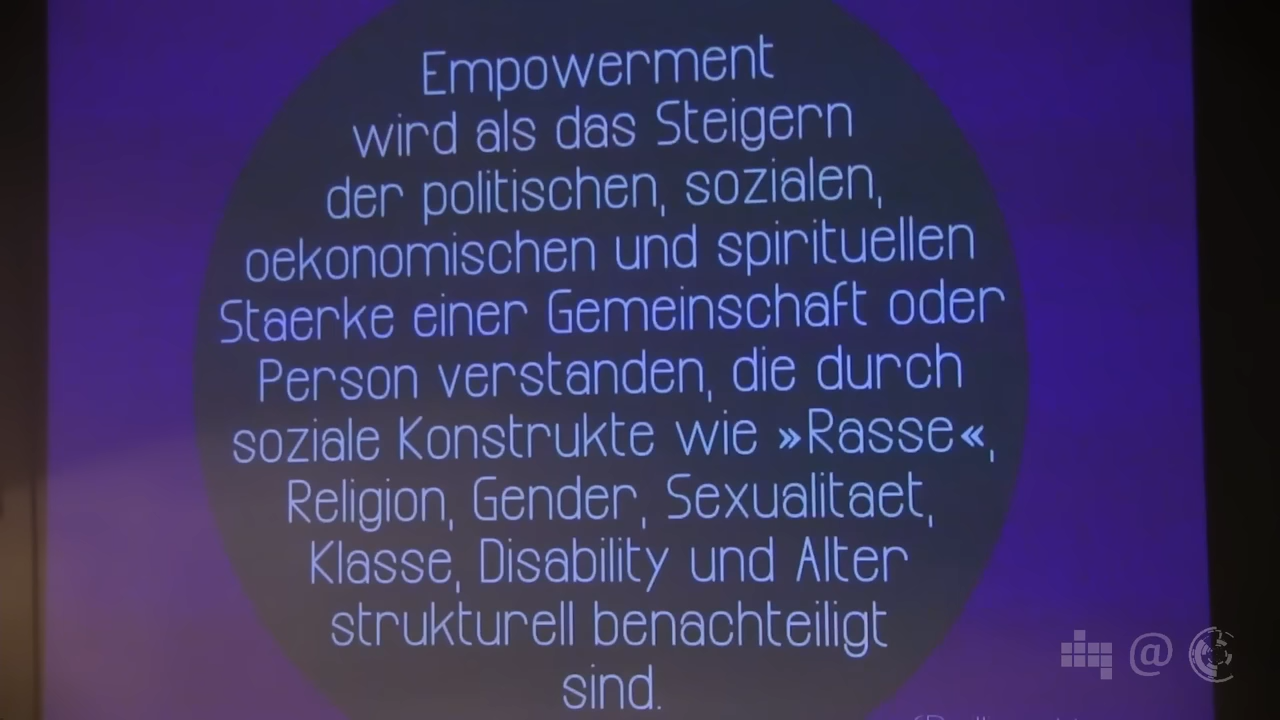 Empowerment
wird als das Steigern
der politischen, sozialen,
oekonomischen und spirituellen
Staerke einer Gemeinschaft oder
Person verstanden, die durch
soziale Konstrukte wie »Rasse«,
Religion, Gender, Sexualitaet,
Klasse, Disability und Alter
strukturell benachteiligt
sind.
@